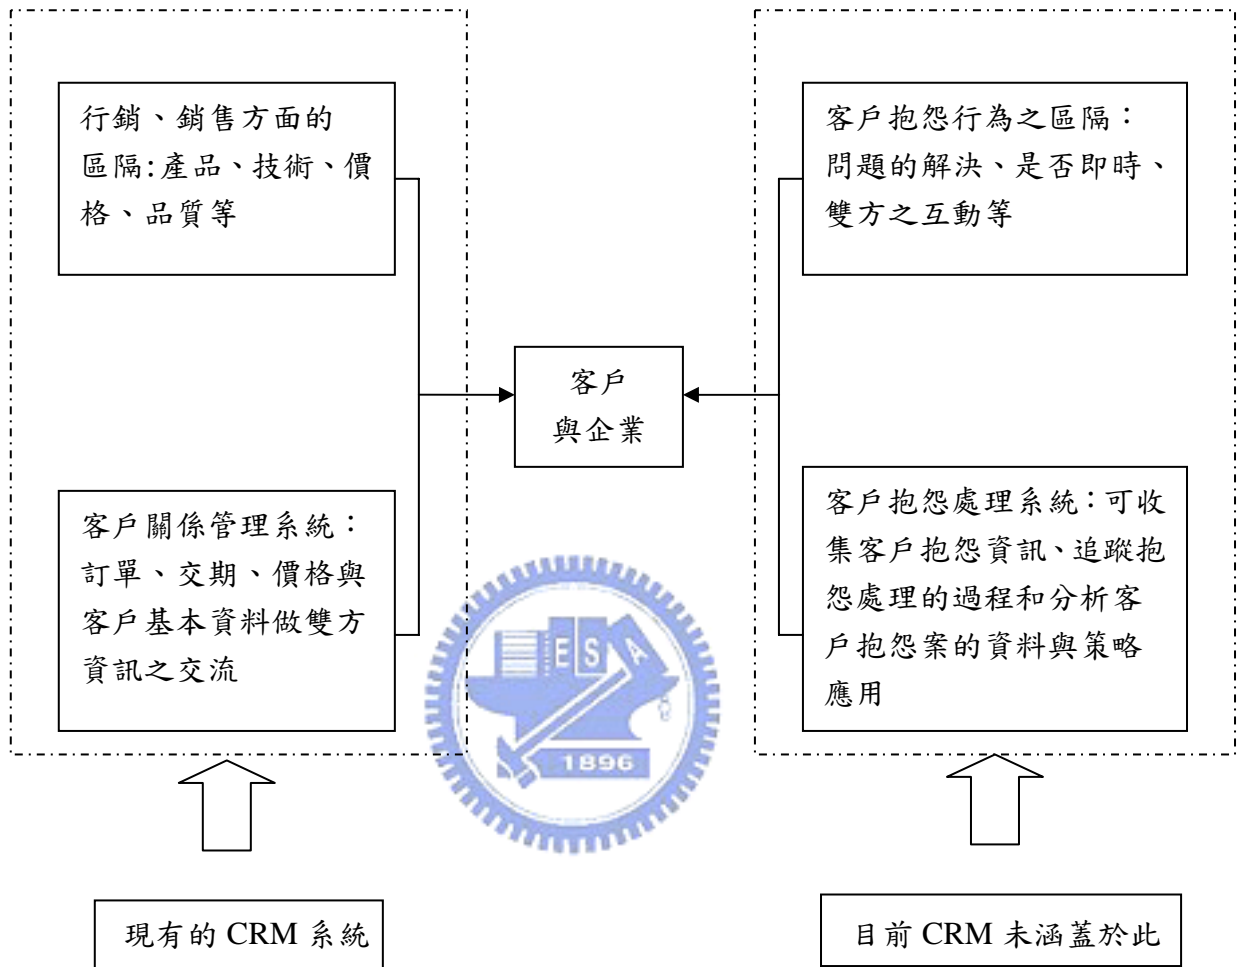 行銷、銷售方面的
區隔:產品、技術、價
格、品質等
客戶抱怨行為之區隔：
問題的解決、是否即時、
雙方之互動等
客戶
與企業
客戶關係管理系統：
訂單、交期、價格與
客戶基本資料做雙方
資訊之交流
客戶抱怨處理系統：可收
集客戶抱怨資訊、追蹤抱
怨處理的過程和分析客
戶抱怨案的資料與策略
應用
E S A
1896
現有的 CRM 系統
目前 CRM 未涵蓋於此